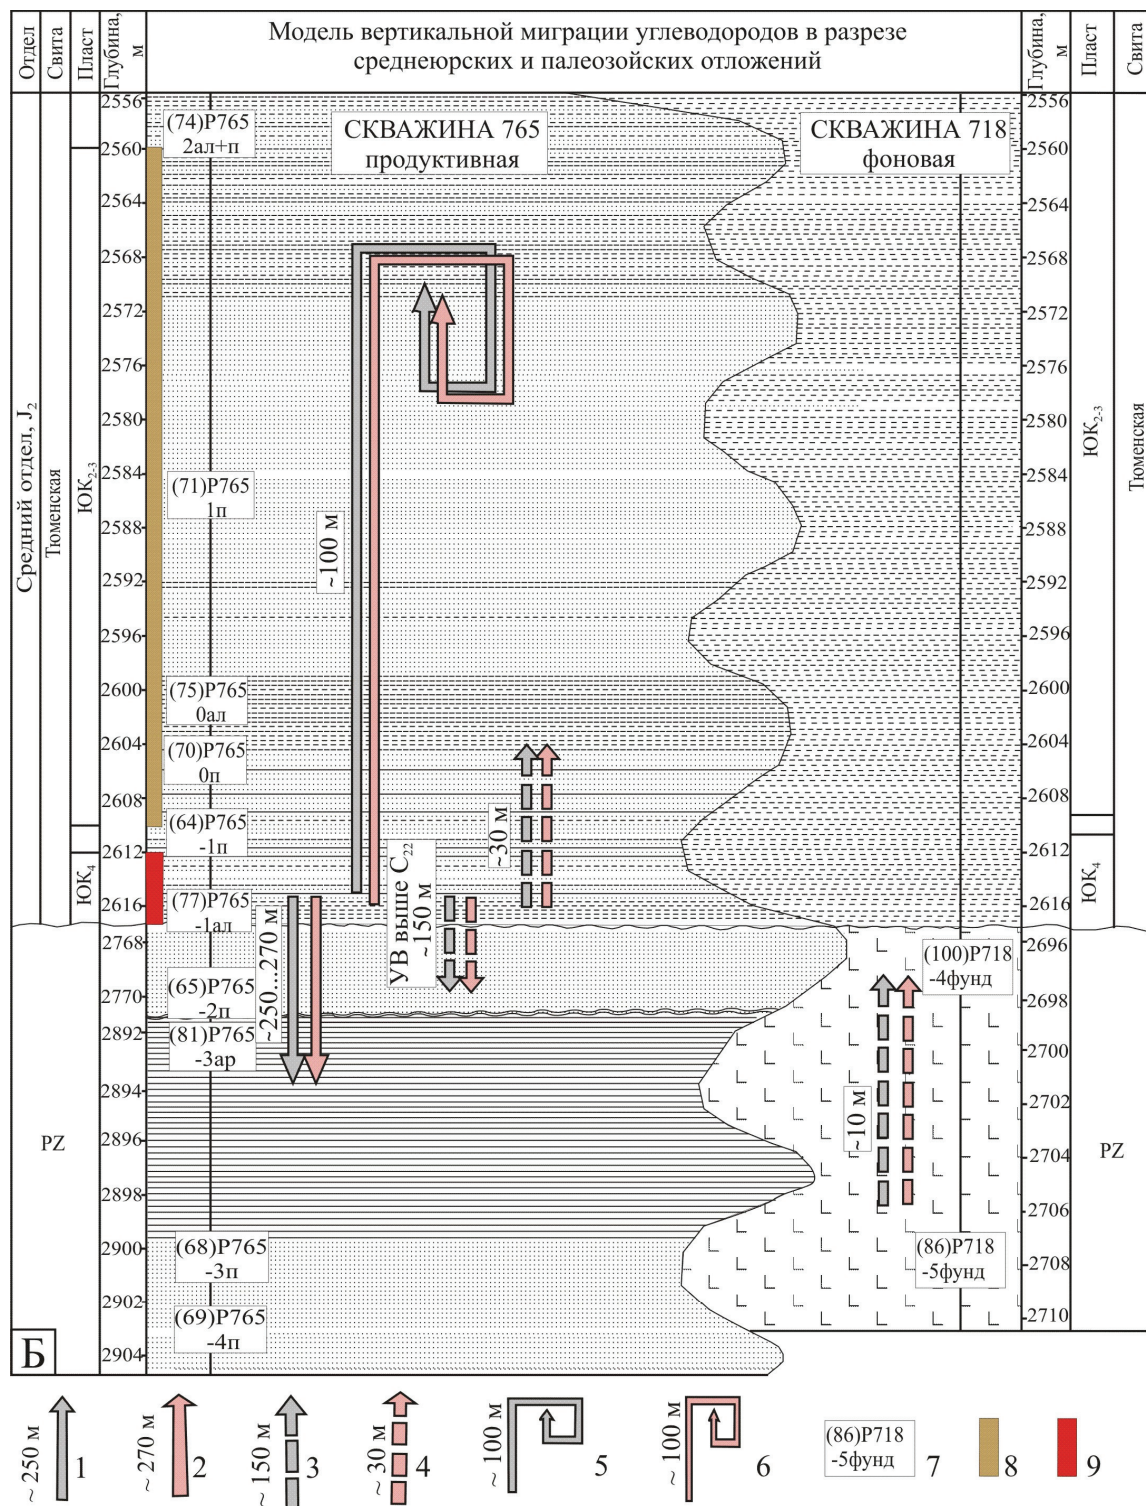 Отдел
Свита
Пласт
Глубина, м
Модель вертикальной миграции углеводородов в разрезе
среднеюрских и палеозойских отложений
Глубина, м
Пласт
Свита
Средний отдел, J₂
Тюменская
ЮК₂₋₃
ЮК₄
PZ
2556
2560
2564
2568
2572
2576
2580
2584
2588
2592
2596
2600
2604
2608
2612
2616
2768
2770
2892
2894
2896
2898
2900
2902
2904
(74)Р765
2ал+п
(71)Р765
1п
(75)Р765
0ал
(70)Р765
0п
(64)Р765
-1п
(77)Р765
-1ал
(65)Р765
-2п
(81)Р765
-3ар
(68)Р765
-3п
(69)Р765
-4п
СКВАЖИНА 765
продуктивная
СКВАЖИНА 718
фоновая
~100 м
~250...270 м
УВ выше С₂₂
~150 м
~30 м
~10 м
(100)Р718
-4фунд
(86)Р718
-5фунд
2556
2560
2564
2568
2572
2576
2580
2584
2588
2592
2596
2600
2604
2608
2612
2616
2696
2698
2700
2702
2704
2706
2708
2710
ЮК₂₋₃
ЮК₄
Тюменская
PZ
Б
~ 250 м
1
~ 270 м
2
~ 150 м
3
~ 30 м
4
~ 100 м
5
~ 100 м
6
(86)Р718
-5фунд
7
8
9